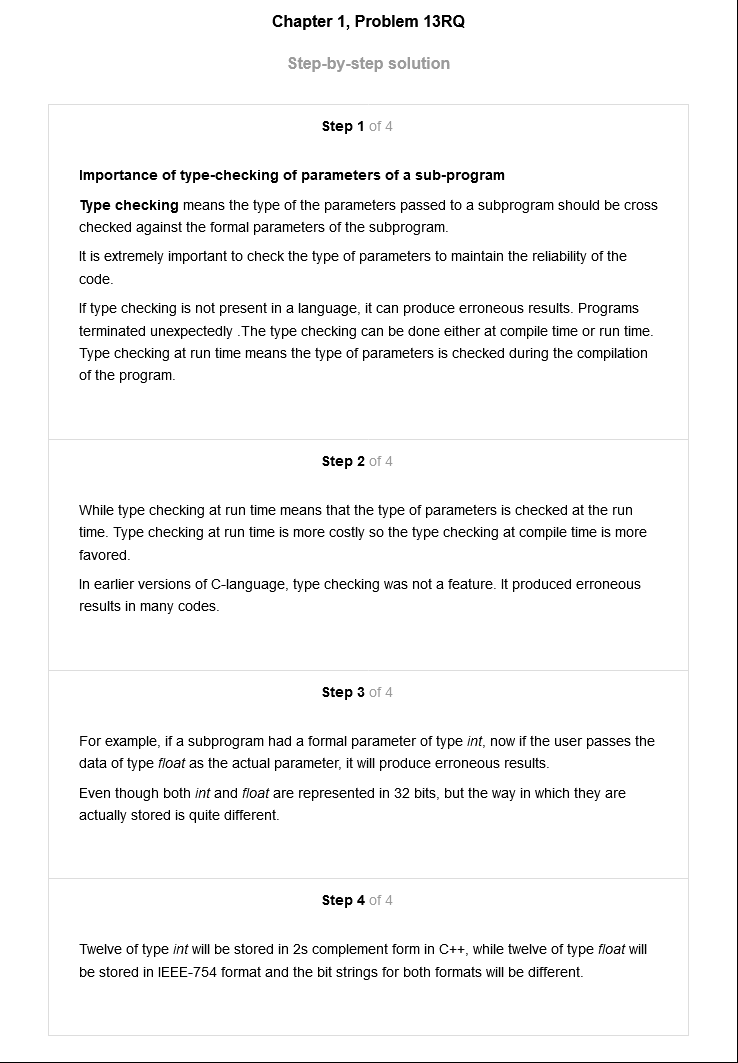 Chapter 1, Problem 13RQ
Step-by-step solution
Step 1 of 4
Importance of type-checking of parameters of a sub-program
Type checking means the type of the parameters passed to a subprogram should be cross
checked against the formal parameters of the subprogram.
It is extremely important to check the type of parameters to maintain the reliability of the
code.
If type checking is not present in a language, it can produce erroneous results. Programs
terminated unexpectedly .The type checking can be done either at compile time or run time.
Type checking at run time means the type of parameters is checked during the compilation
of the program.
Step 2 of 4
While type checking at run time means that the type of parameters is checked at the run
time. Type checking at run time is more costly so the type checking at compile time is more
favored.
In earlier versions of C-language, type checking was not a feature. It produced erroneous
results in many codes.
Step 3 of 4
For example, if a subprogram had a formal parameter of type int, now if the user passes the
data of type float as the actual parameter, it will produce erroneous results.
Even though both int and float are represented in 32 bits, but the way in which they are
actually stored is quite different.
Step 4 of 4
Twelve of type int will be stored in 2s complement form in C++, while twelve of type float will
be stored in IEEE-754 format and the bit strings for both formats will be different.